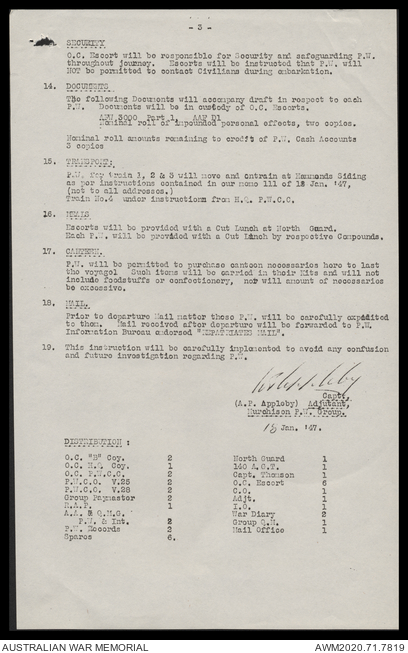 - 3 -
SECURITY
O.C. Escort will be responsible for Security and safeguarding P.W.
throughout journey. Escorts will be instructed that P.W. will
NOT be permitted to contact Civilians during embarkation.
14. DOCUMENTS
The following Documents will accompany draft in respect to each
P.W. Documents will be in custody of O.C. Escorts.
AFW 3000 Part 1, AAF D1
Nominal roll of impounded personal effects, two copies.
Nominal roll amounts remaining to credit of P.W. Cash Accounts
3 copies
15. TRANSPORT:
P.W. for train 1, 2 & 3 will move and entrain at Hammonds Siding
as per instructions contained in our memo 111 of 18 Jan. '47,
(not to all addresses.)
Train No.4 under instructions from H.Q. P.W.C.O.
16. MEALS
Escorts will be provided with a Cut Lunch at North Guard.
Each P.W. will be provided with a Cut Lunch by respective Compounds.
17. CANTEEN.
P.W. will be permitted to purchase canteen necessaries here to last
the voyage. Such items will be carried in their Kits and will not
include foodstuffs or confectionery, nor will amount of necessaries
be excessive.
18. MAIL.
Prior to departure Mail matter those P.W. will be carefully expedited
to them. Mail received after departure will be forwarded to P.W.
Information Bureau endorsed "REPATRIATED MAIL".
19. This instruction will be carefully implemented to avoid any confusion
and future investigation regarding P.W.
Capt.
(A.P. Appleby) Adjutant,
Murchison P.W. Group.
18 Jan. '47.
DISTRIBUTION :
O.C. "B" Coy. 2 North Guard 1
O.C. H.Q. Coy. 1 140 A.G.T. 1
O.C. P.W.C.C. 2 Capt. Thomson 1
P.W.C.O. V.25 2 O.C. Escort 6
P.W.C.O. V.28 2 C.O. 1
Group Paymaster 2 Adjt. 1
R.A.P. 1 I.O. 1
A.A. & Q.M.G. War Diary 2
P.W. & Int. 2 Group Q.M. 1
P.W. Records 2 Mail Office 1
Spares 6.
AUSTRALIAN WAR MEMORIAL
AWM2020.71.7819